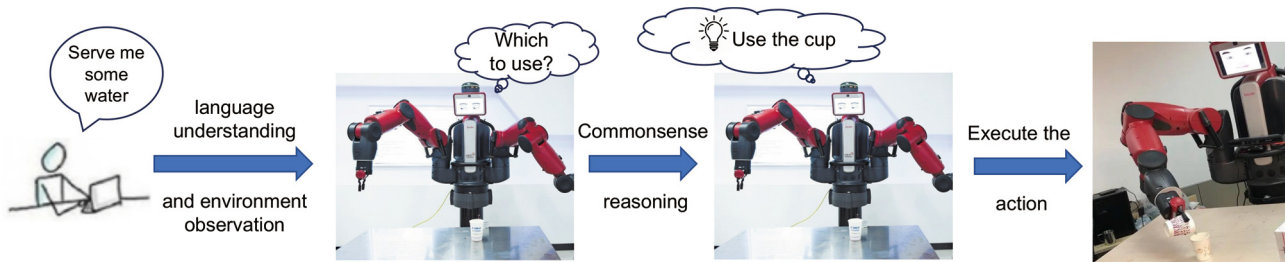 Serve me
some
water
language
understanding
and environment
observation
Which
to use?
Commonsense
reasoning
Use the cup
Execute the
action